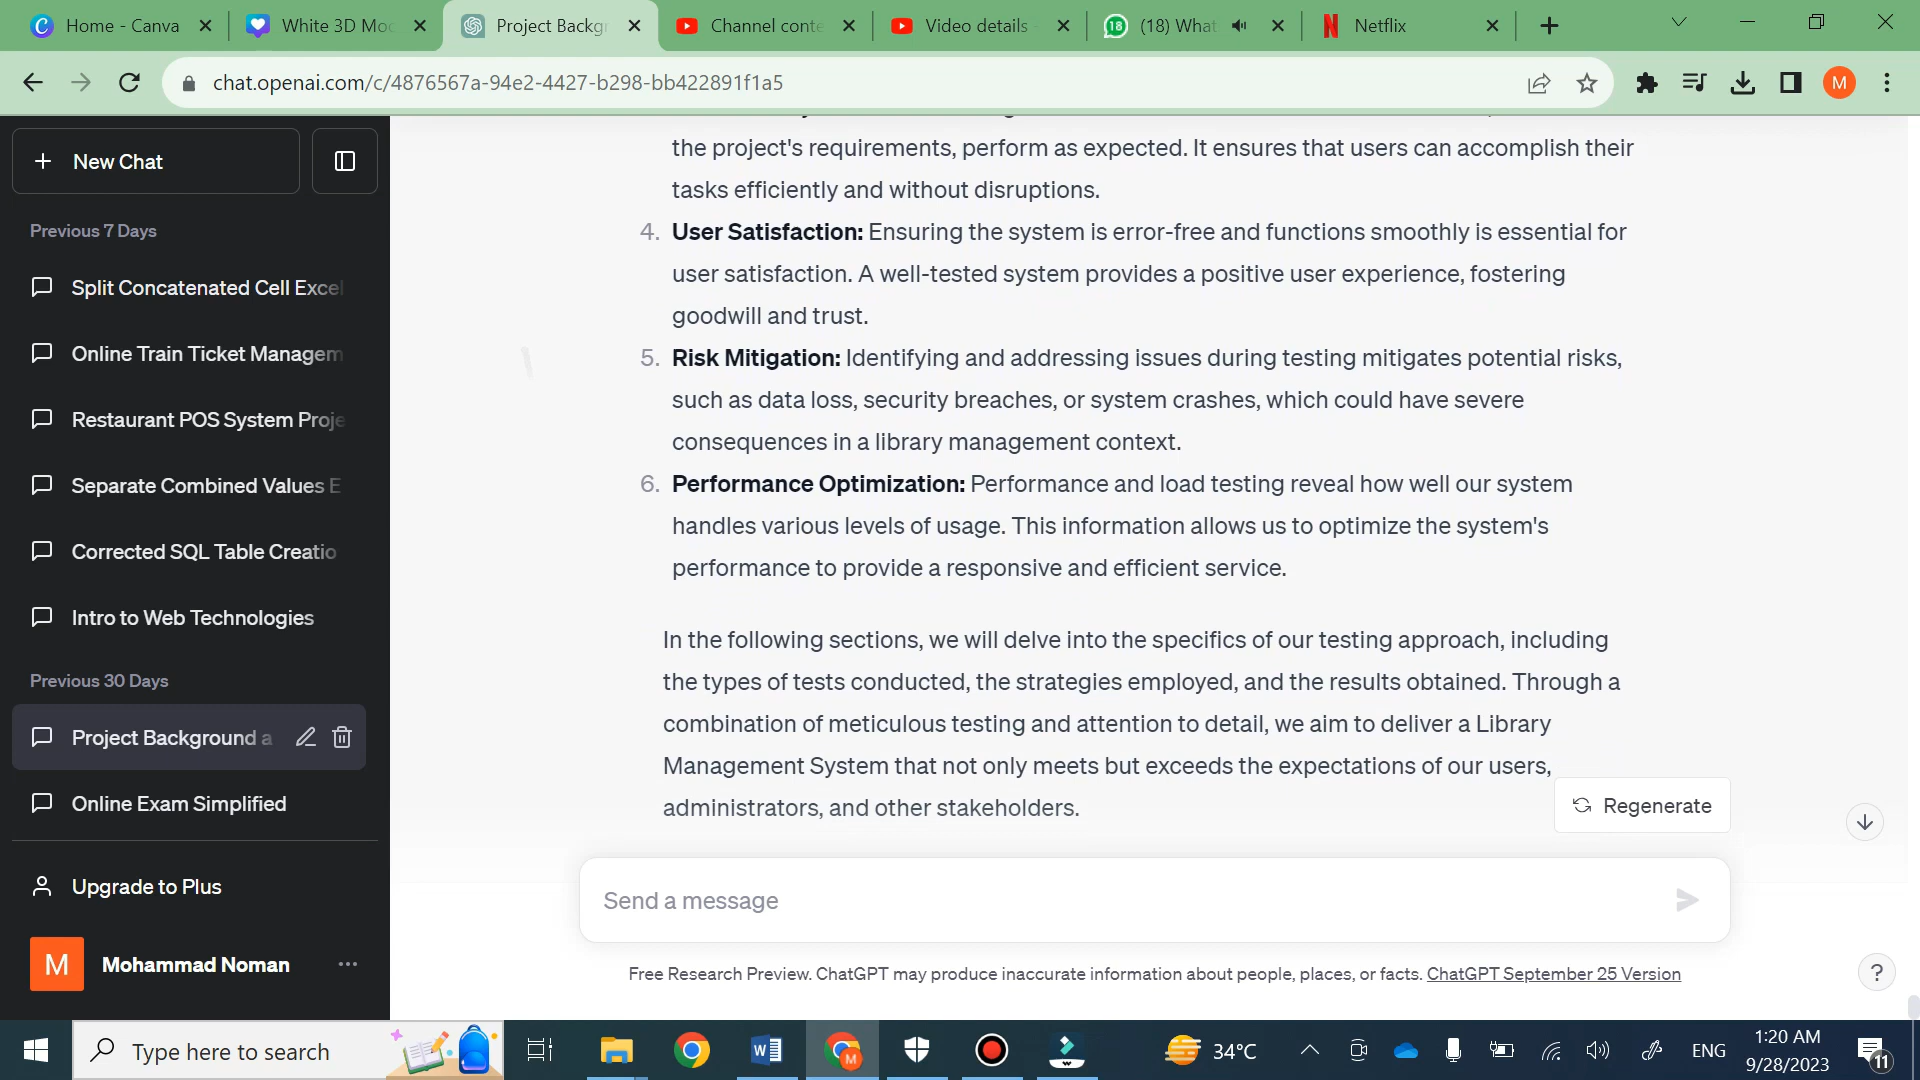 Home - Canva
White 3D Moc
Project Backgr
Channel conte
Video details
18
(18) What
Netflix
chat.openai.com/c/4876567a-94e2-4427-b298-bb422891f1a5
M
New Chat
Previous 7 Days
Split Concatenated Cell Excel
Online Train Ticket Managem
Restaurant POS System Proje
Separate Combined Values E
Corrected SQL Table Creatio
Intro to Web Technologies
Previous 30 Days
Project Background a
Online Exam Simplified
Upgrade to Plus
M
Mohammad Noman
the project's requirements, perform as expected. It ensures that users can accomplish their
tasks efficiently and without disruptions.
4. User Satisfaction: Ensuring the system is error-free and functions smoothly is essential for
user satisfaction. A well-tested system provides a positive user experience, fostering
goodwill and trust.
5. Risk Mitigation: Identifying and addressing issues during testing mitigates potential risks,
such as data loss, security breaches, or system crashes, which could have severe
consequences in a library management context.
6. Performance Optimization: Performance and load testing reveal how well our system
handles various levels of usage. This information allows us to optimize the system's
performance to provide a responsive and efficient service.
In the following sections, we will delve into the specifics of our testing approach, including
the types of tests conducted, the strategies employed, and the results obtained. Through a
combination of meticulous testing and attention to detail, we aim to deliver a Library
Management System that not only meets but exceeds the expectations of our users,
administrators, and other stakeholders.
Regenerate
Send a message
Free Research Preview. ChatGPT may produce inaccurate information about people, places, or facts. ChatGPT September 25 Version
?
Type here to search
M
34°C
ENG
1:20 AM
9/28/2023
11